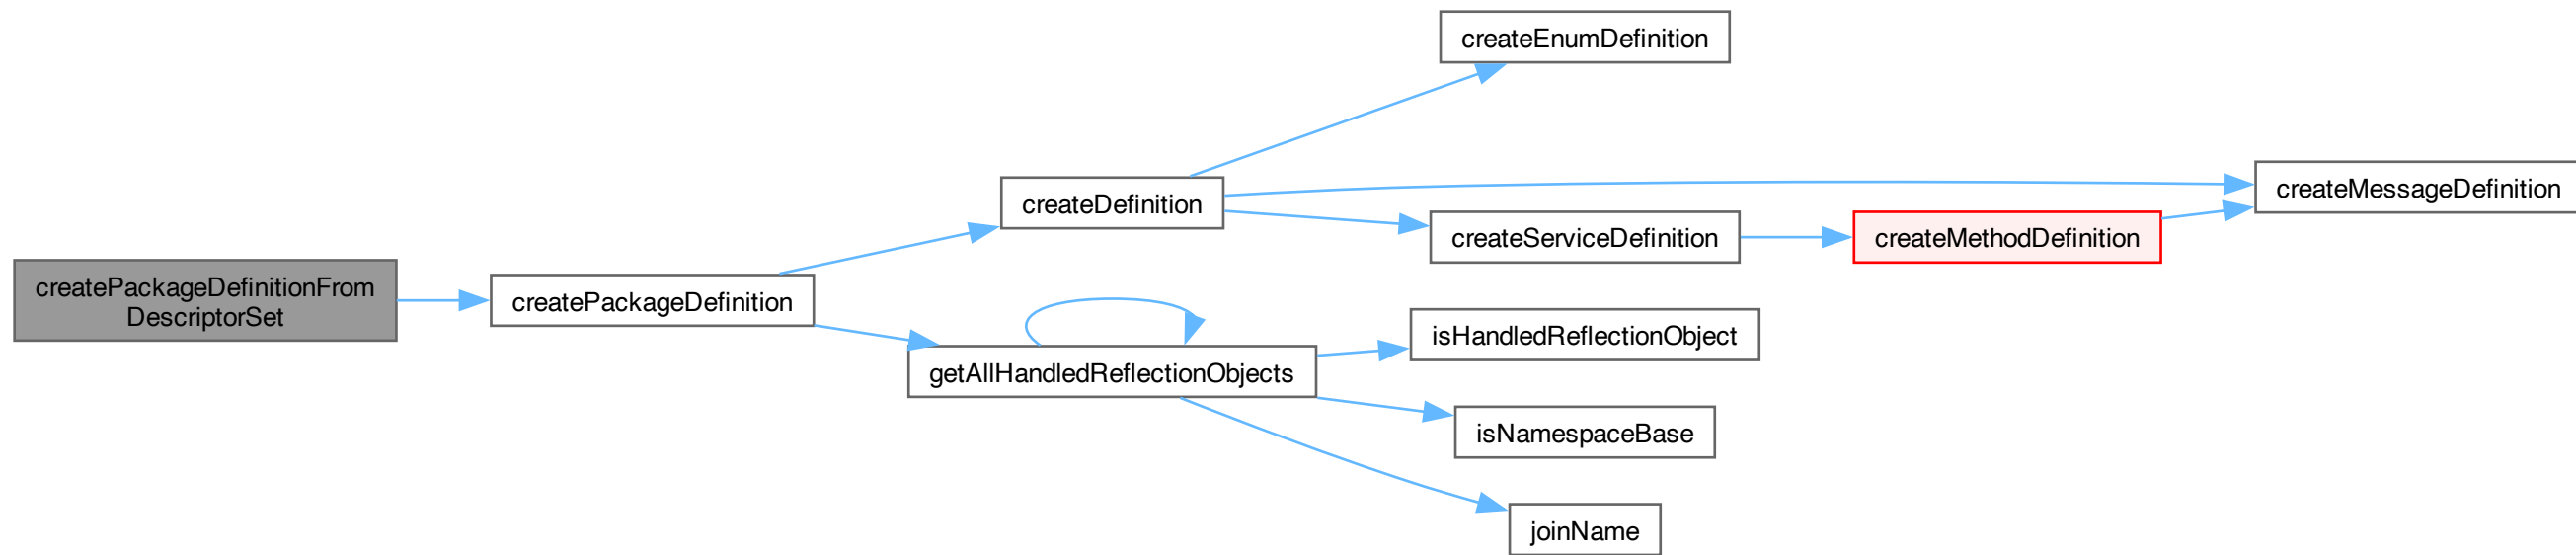 createEnumDefinition
createDefinition
createMessageDefinition
createServiceDefinition
createMethodDefinition
createPackageDefinitionFrom
DescriptorSet
createPackageDefinition
isHandledReflectionObject
getAllHandledReflectionObjects
isNamespaceBase
joinName